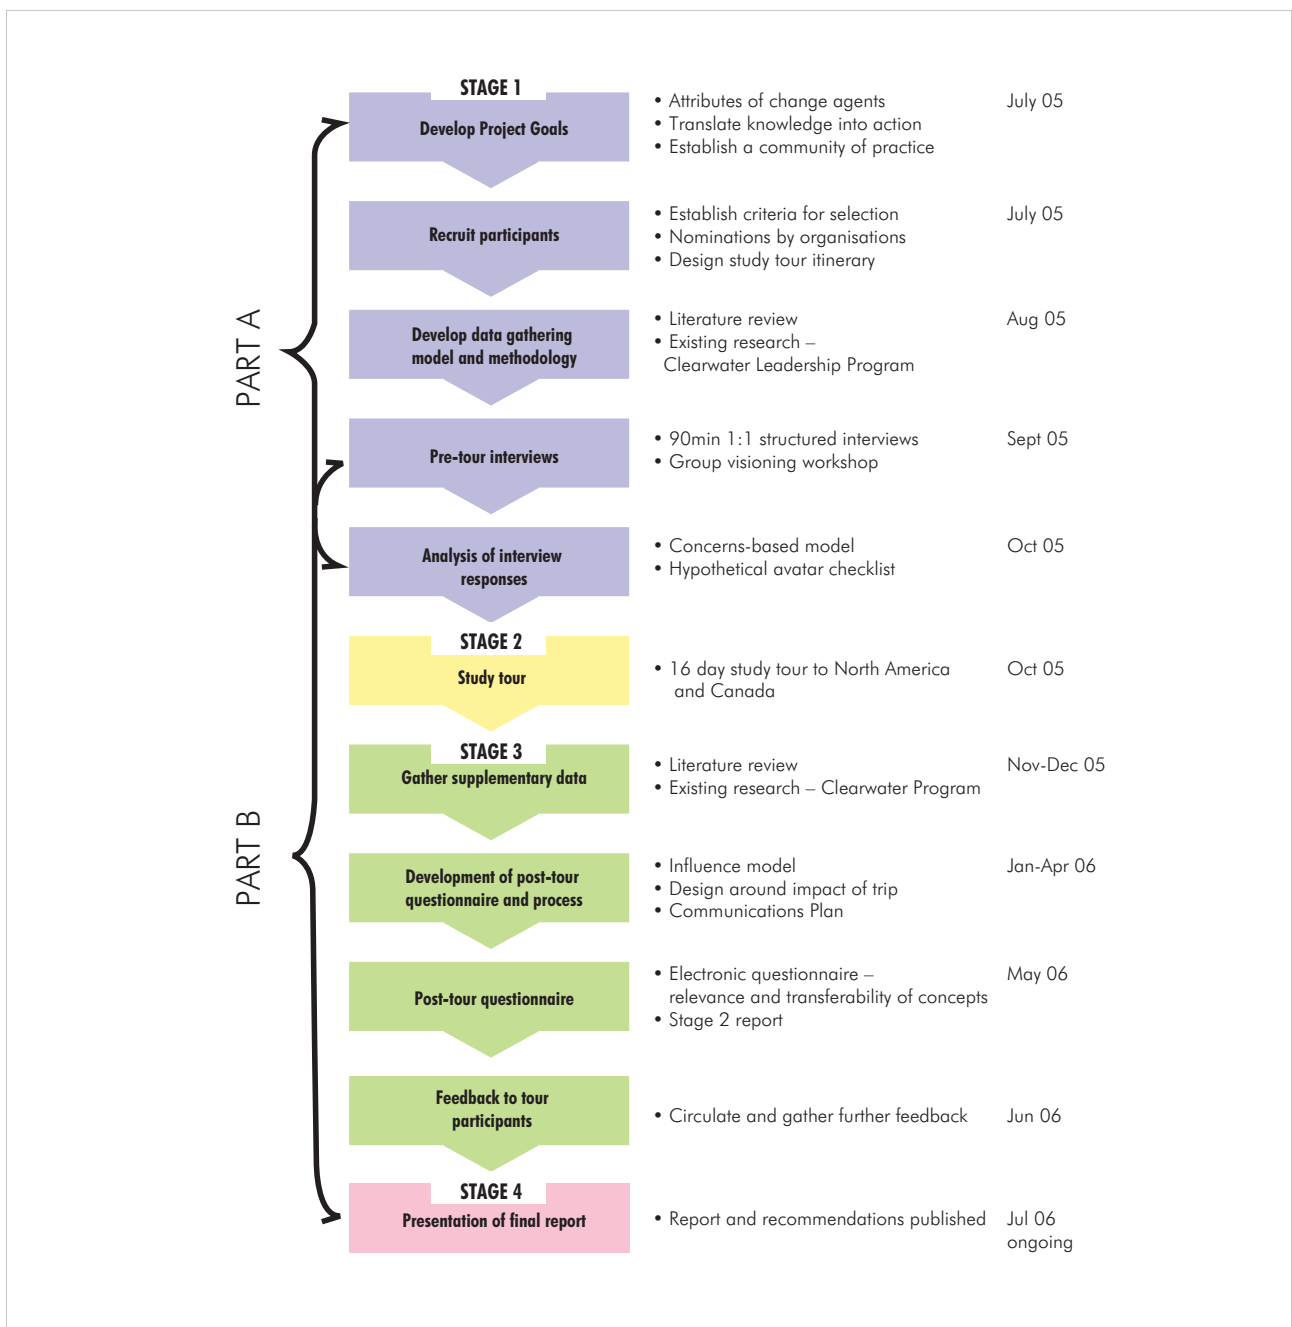 STAGE 1
Develop Project Goals
• Attributes of change agents
• Translate knowledge into action
• Establish a community of practice
July 05
Recruit participants
• Establish criteria for selection
• Nominations by organisations
• Design study tour itinerary
July 05
PART A
Develop data gathering
model and methodology
• Literature review
• Existing research –
Clearwater Leadership Program
Aug 05
Pre-tour interviews
• 90min 1:1 structured interviews
• Group visioning workshop
Sept 05
Analysis of interview
responses
• Concerns-based model
• Hypothetical avatar checklist
Oct 05
STAGE 2
Study tour
• 16 day study tour to North America
and Canada
Oct 05
STAGE 3
Gather supplementary data
• Literature review
• Existing research – Clearwater Program
Nov-Dec 05
PART B
Development of post-tour
questionnaire and process
• Influence model
• Design around impact of trip
• Communications Plan
Jan-Apr 06
Post-tour questionnaire
• Electronic questionnaire –
relevance and transferability of concepts
• Stage 2 report
May 06
Feedback to tour
participants
• Circulate and gather further feedback
Jun 06
STAGE 4
Presentation of final report
• Report and recommendations published
Jul 06
ongoing